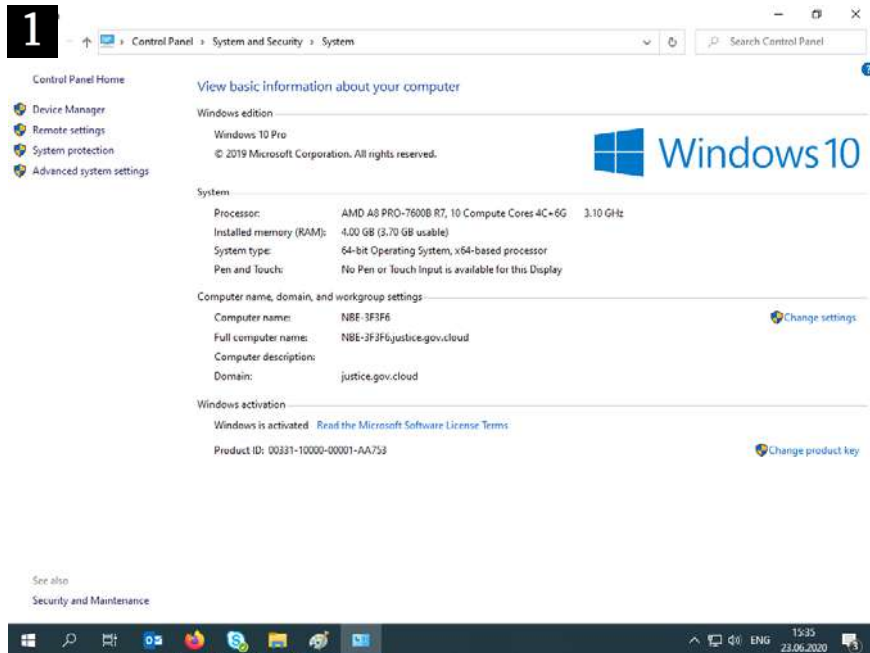 1
Control Panel > System and Security > System
Search Control Panel
Control Panel Home
Device Manager
Remote settings
System protection
Advanced system settings
View basic information about your computer
Windows edition
Windows 10 Pro
© 2019 Microsoft Corporation. All rights reserved.
Windows 10
System
Processor: AMD A8 PRO-7600B R7, 10 Compute Cores 4C+6G 3.10 GHz
Installed memory (RAM): 4.00 GB (3.70 GB usable)
System type: 64-bit Operating System, x64-based processor
Pen and Touch: No Pen or Touch Input is available for this Display
Computer name, domain, and workgroup settings
Computer name: NBE-3F3F6
Change settings
Full computer name: NBE-3F3F6.justice.gov.cloud
Computer description:
Domain: justice.gov.cloud
Windows activation
Windows is activated Read the Microsoft Software License Terms
Product ID: 00331-10000-00001-AA753
Change product key
See also
Security and Maintenance
ENG
15:35
23.06.2020
3